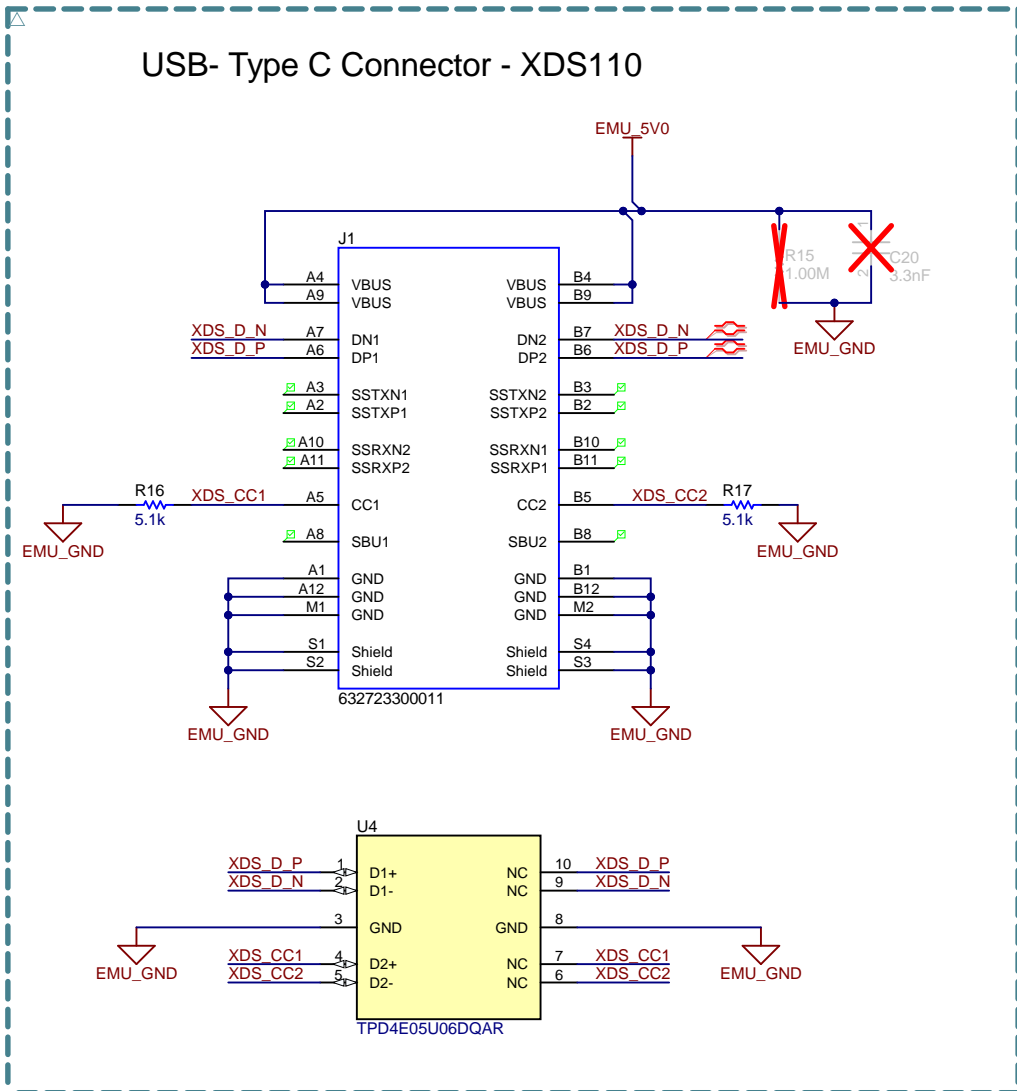 USB- Type C Connector - XDS110
EMU_5V0
J1
R15
1.00M
1
2
C20
3.3nF
EMU_GND
A4 VBUS VBUS B4
A9 VBUS VBUS B9
XDS_D_N A7 DN1 DN2 B7 XDS_D_N
XDS_D_P A6 DP1 DP2 B6 XDS_D_P
A3 SSTXN1 SSTXN2 B3
A2 SSTXP1 SSTXP2 B2
A10 SSRXN2 SSRXN1 B10
A11 SSRXP2 SSRXP1 B11
R16 XDS_CC1 A5 CC1 CC2 B5 XDS_CC2 R17
5.1k 5.1k
EMU_GND EMU_GND
A8 SBU1 SBU2 B8
A1 GND GND B1
A12 GND GND B12
M1 GND GND M2
S1 Shield Shield S4
S2 Shield Shield S3
632723300011
EMU_GND EMU_GND
U4
XDS_D_P 1 D1+ NC 10 XDS_D_P
XDS_D_N 2 D1- NC 9 XDS_D_N
3 GND GND 8
XDS_CC1 4 D2+ NC 7 XDS_CC1
XDS_CC2 5 D2- NC 6 XDS_CC2
EMU_GND EMU_GND
TPD4E05U06DQAR